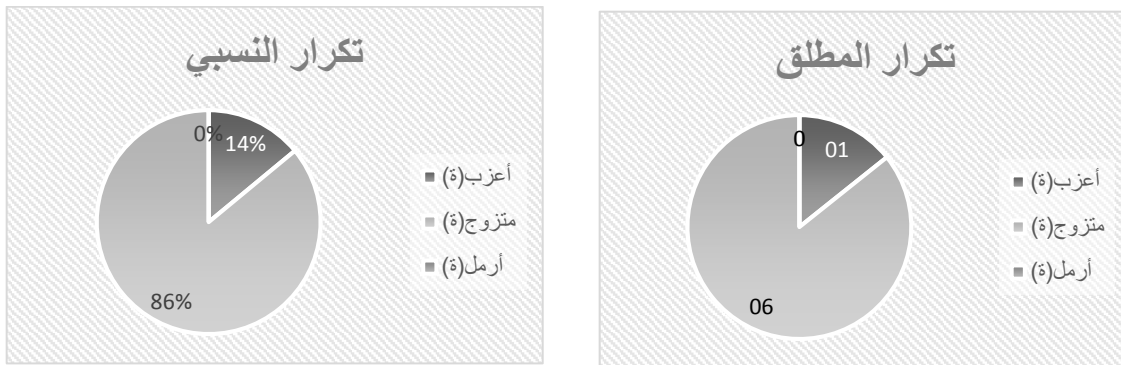 تكرار المطلق
0
01
06
أعزب(ة)
متزوج(ة)
أرمل(ة)
تكرار النسبي
0%
14%
86%
أعزب(ة)
متزوج(ة)
أرمل(ة)